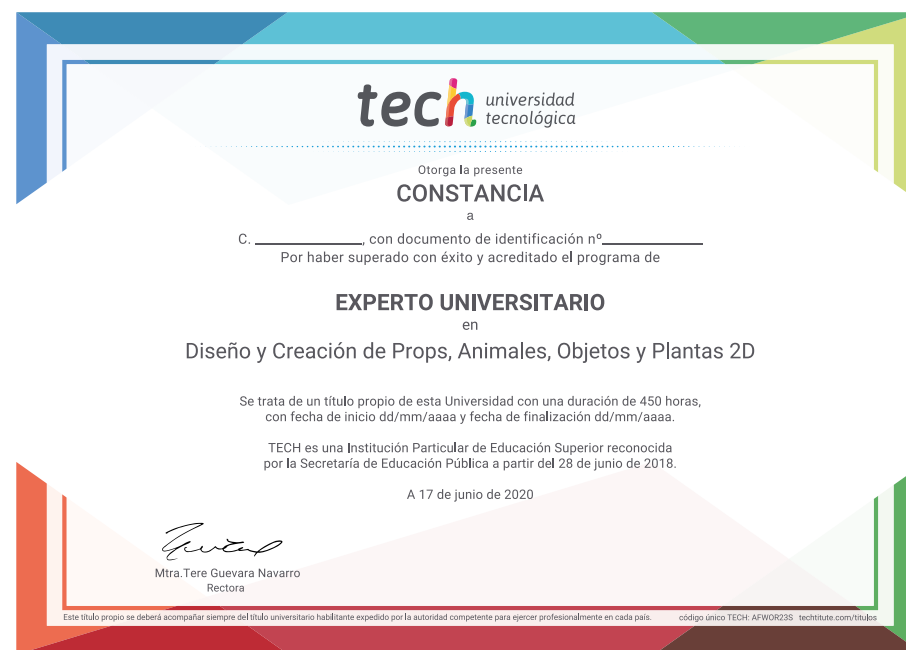 tech universidad
tecnológica
Otorga la presente
CONSTANCIA
a
C. ____________, con documento de identificación nº____________
Por haber superado con éxito y acreditado el programa de
EXPERTO UNIVERSITARIO
en
Diseño y Creación de Props, Animales, Objetos y Plantas 2D
Se trata de un título propio de esta Universidad con una duración de 450 horas,
con fecha de inicio dd/mm/aaaa y fecha de finalización dd/mm/aaaa.
TECH es una Institución Particular de Educación Superior reconocida
por la Secretaría de Educación Pública a partir del 28 de junio de 2018.
A 17 de junio de 2020
Mtra.Tere Guevara Navarro
Rectora
Este título propio se deberá acompañar siempre del título universitario habilitante expedido por la autoridad competente para ejercer profesionalmente en cada país. código único TECH: AFWOR23S techtitute.com/titulos